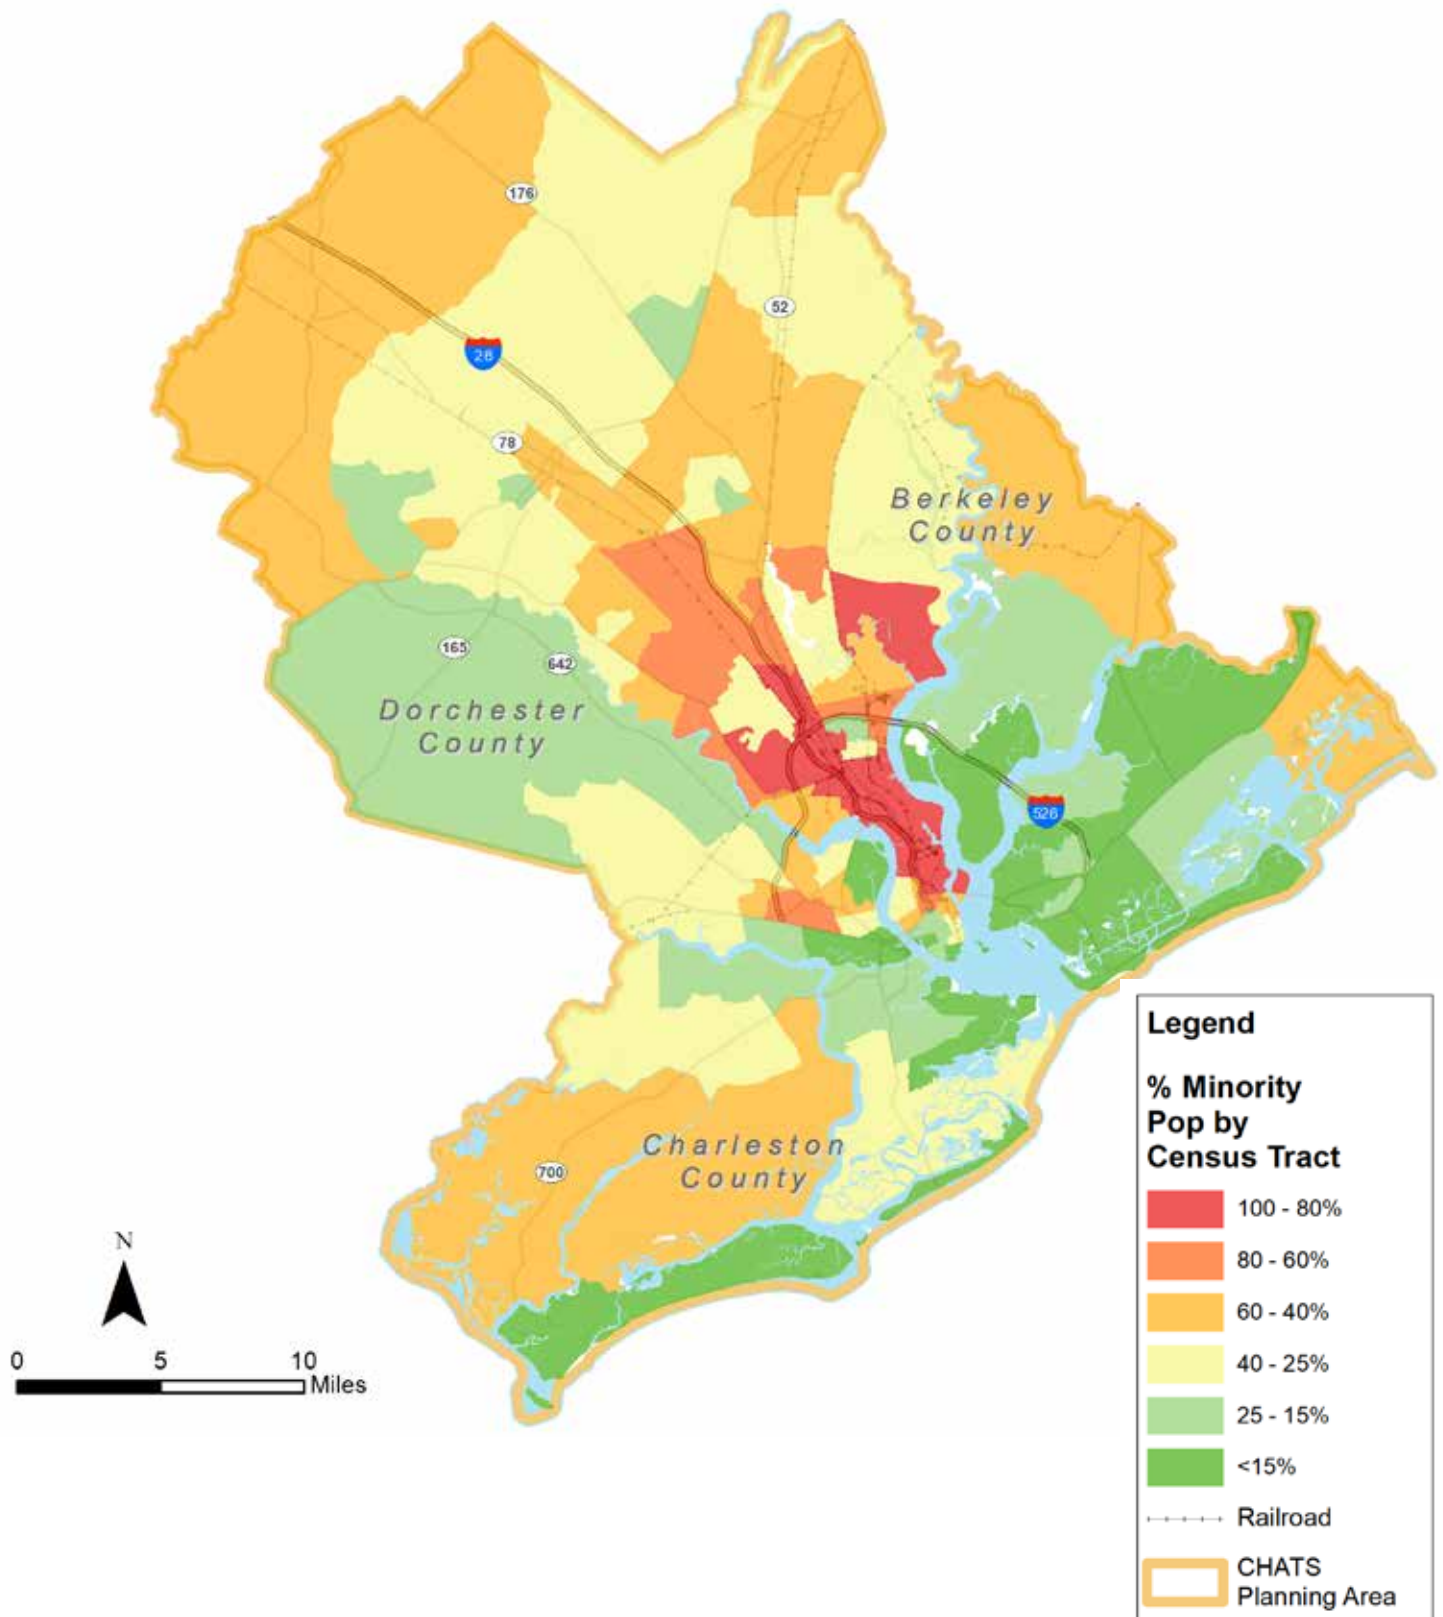 176
52
28
78
Berkeley
County
165
642
Dorchester
County
526
Charleston
County
700
N
0 5 10
Miles
Legend
% Minority
Pop by
Census Tract
100 - 80%
80 - 60%
60 - 40%
40 - 25%
25 - 15%
<15%
Railroad
CHATS
Planning Area